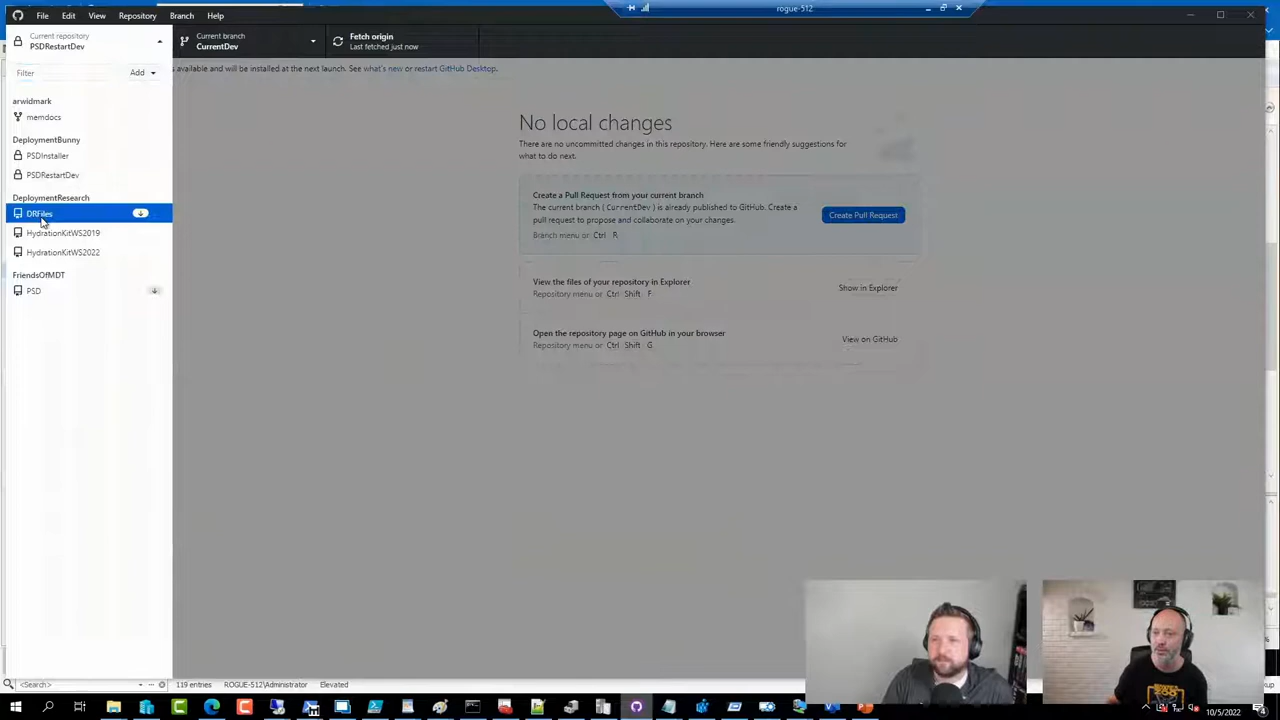 rogue-512
File Edit View Repository Branch Help
Current repository
PSDRestartDev
Current branch
CurrentDev
Fetch origin
Last fetched just now
Filter
Add
s available and will be installed at the next launch. See what's new or restart GitHub Desktop.
arwidmark
memdocs
DeploymentBunny
PSDInstaller
PSDRestartDev
DeploymentResearch
DRFiles
HydrationKitWS2019
HydrationKitWS2022
FriendsOfMDT
PSD
No local changes
There are no uncommitted changes in this repository. Here are some friendly suggestions for
what to do next.
Create a Pull Request from your current branch
The current branch ( CurrentDev ) is already published to GitHub. Create a
pull request to propose and collaborate on your changes.
Branch menu or Ctrl R
Create Pull Request
View the files of your repository in Explorer
Repository menu or Ctrl Shift F
Show in Explorer
Open the repository page on GitHub in your browser
Repository menu or Ctrl Shift G
View on GitHub
<Search>
119 entries
ROGUE-512\Administrator
Elevated
10/5/2022